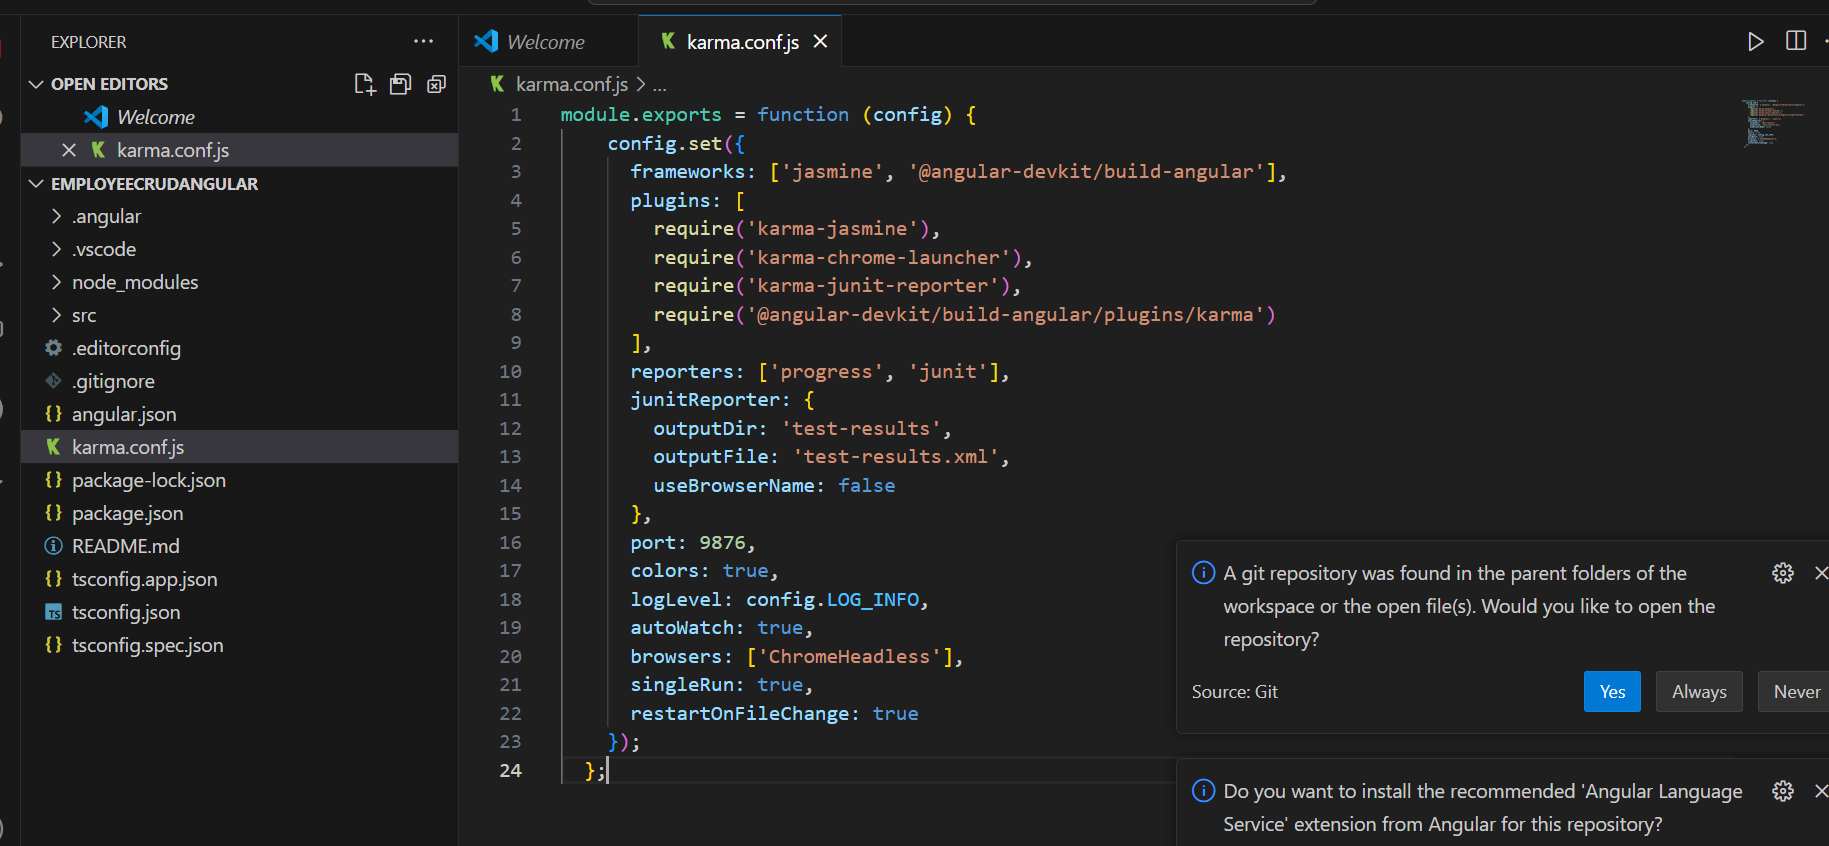 EXPLORER
OPEN EDITORS
Welcome
karma.conf.js
EMPLOYEECRUDANGULAR
.angular
.vscode
node_modules
src
.editorconfig
.gitignore
angular.json
karma.conf.js
package-lock.json
package.json
README.md
tsconfig.app.json
tsconfig.json
tsconfig.spec.json
Welcome
karma.conf.js
karma.conf.js > ...
1 module.exports = function (config) {
2 config.set({
3 frameworks: ['jasmine', '@angular-devkit/build-angular'],
4 plugins: [
5 require('karma-jasmine'),
6 require('karma-chrome-launcher'),
7 require('karma-junit-reporter'),
8 require('@angular-devkit/build-angular/plugins/karma')
9 ],
10 reporters: ['progress', 'junit'],
11 junitReporter: {
12 outputDir: 'test-results',
13 outputFile: 'test-results.xml',
14 useBrowserName: false
15 },
16 port: 9876,
17 colors: true,
18 logLevel: config.LOG_INFO,
19 autoWatch: true,
20 browsers: ['ChromeHeadless'],
21 singleRun: true,
22 restartOnFileChange: true
23 });
24 };
A git repository was found in the parent folders of the
workspace or the open file(s). Would you like to open the
repository?
Source: Git
Yes
Always
Never
Do you want to install the recommended 'Angular Language
Service' extension from Angular for this repository?